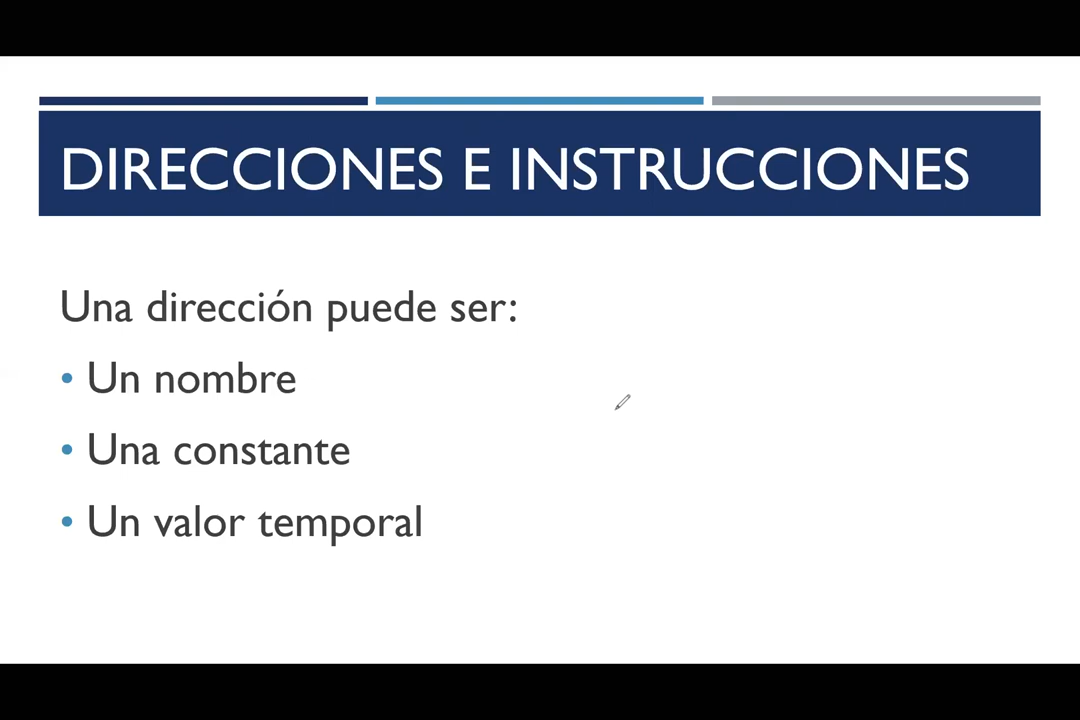 DIRECCIONES E INSTRUCCIONES
Una dirección puede ser:
• Un nombre
• Una constante
• Un valor temporal